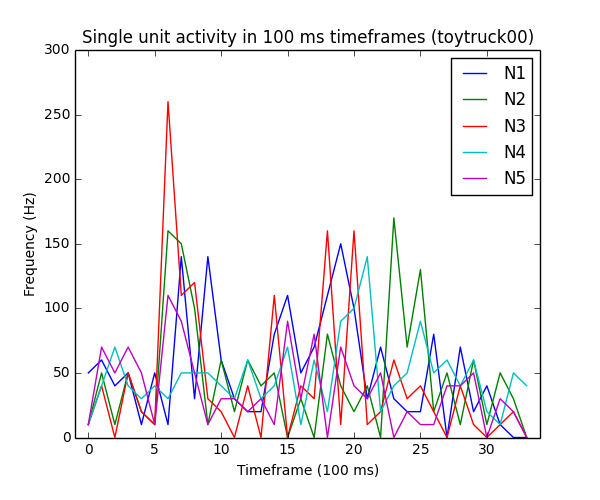 Single unit activity in 100 ms timeframes (toytruck00)
300
250
200
150
100
50
0
Frequency (Hz)
N1
N2
N3
N4
N5
0 5 10 15 20 25 30
Timeframe (100 ms)